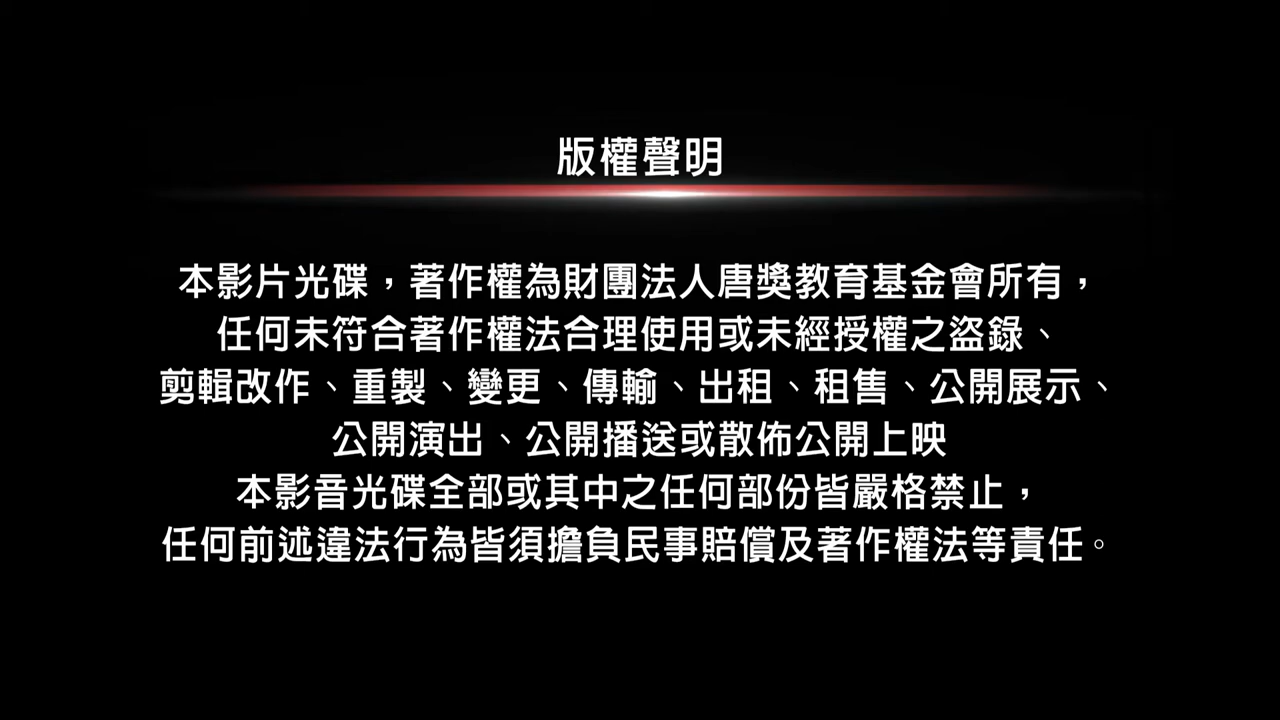 版權聲明
本影片光碟，著作權為財團法人唐獎教育基金會所有，
任何未符合著作權法合理使用或未經授權之盜錄、
剪輯改作、重製、變更、傳輸、出租、租售、公開展示、
公開演出、公開播送或散佈公開上映
本影音光碟全部或其中之任何部份皆嚴格禁止，
任何前述違法行為皆須擔負民事賠償及著作權法等責任。